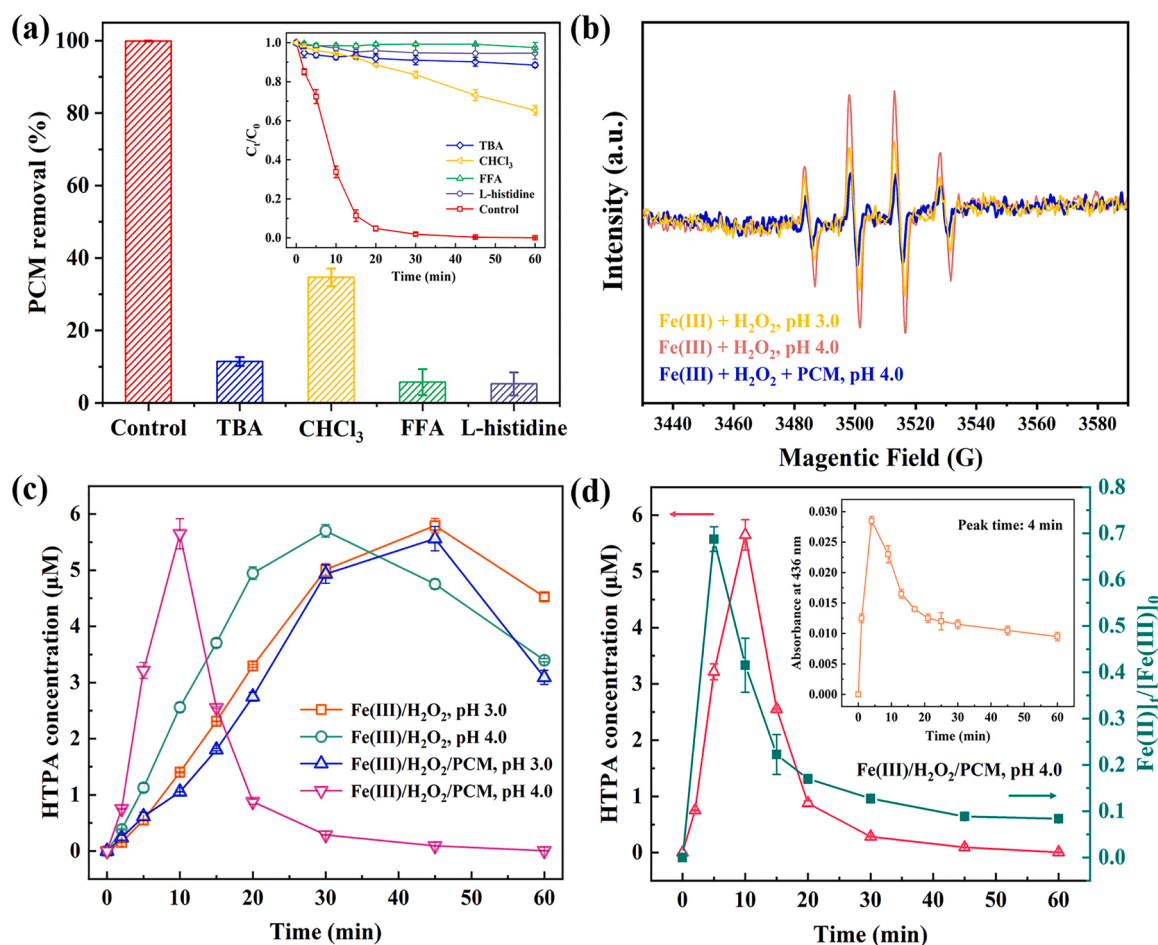 (a)
PCM removal (%)
100
80
60
40
20
0
Control
TBA
CHCl₃
FFA
L-histidine
Cₜ/C₀
1.0
0.8
0.6
0.4
0.2
0.0
TBA
CHCl₃
FFA
L-histidine
Control
0 10 20 30 40 50 60
Time (min)
(b)
Intensity (a.u.)
Fe(III) + H₂O₂, pH 3.0
Fe(III) + H₂O₂, pH 4.0
Fe(III) + H₂O₂ + PCM, pH 4.0
3440 3460 3480 3500 3520 3540 3560 3580
Magentic Field (G)
(c)
HTPA concentration (μM)
6
5
4
3
2
1
0
Fe(III)/H₂O₂, pH 3.0
Fe(III)/H₂O₂, pH 4.0
Fe(III)/H₂O₂/PCM, pH 3.0
Fe(III)/H₂O₂/PCM, pH 4.0
0 10 20 30 40 50 60
Time (min)
(d)
HTPA concentration (μM)
6
5
4
3
2
1
0
Absorbance at 436 nm
0.030
0.025
0.020
0.015
0.010
0.005
0.000
Peak time: 4 min
0 10 20 30 40 50 60
Time (min)
Fe(III)/H₂O₂/PCM, pH 4.0
0.8
0.7
0.6
0.5
0.4
0.3
0.2
0.1
0.0
Fe(II)]ₜ/[Fe(III)]₀
0 10 20 30 40 50 60
Time (min)